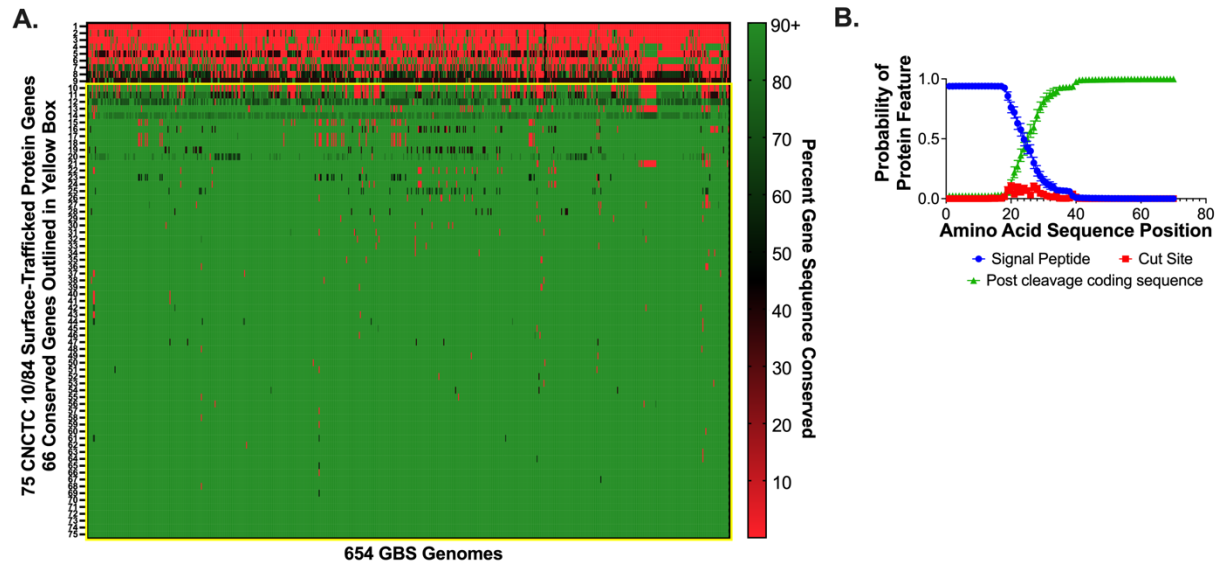 A.
75 CNCTC 10/84 Surface-Trafficked Protein Genes
66 Conserved Genes Outlined in Yellow Box
654 GBS Genomes
90+
80
70
60
50
40
30
20
10
Percent Gene Sequence Conserved
B.
Probability of
Protein Feature
1.0
0.5
0.0
0 20 40 60 80
Amino Acid Sequence Position
Signal Peptide Cut Site
Post cleavage coding sequence